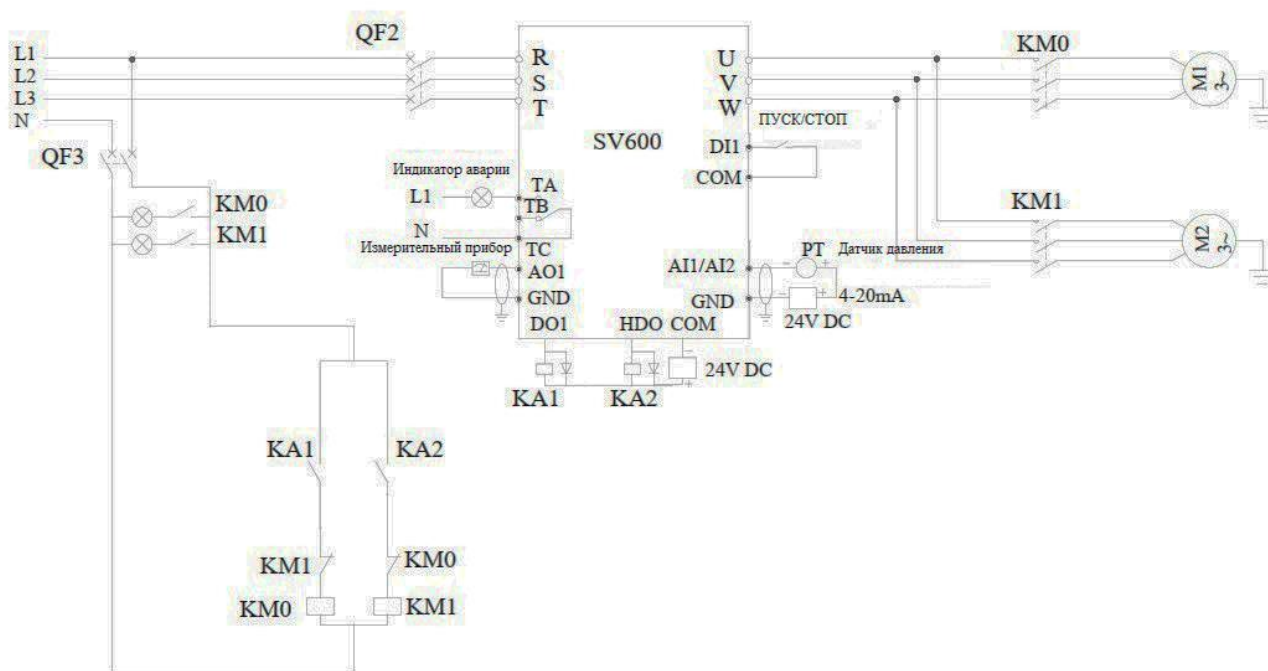 QF2
KM0
L1
R
U
L2
S
V
L3
T
W
N
M1
3~
ПУСК/СТОП
SV600
DI1
QF3
COM
Индикатор аварии
TA
L1
TB
KM0
KM1
N
KM1
TC
Измерительный прибор
M2
3~
PT
Датчик давления
AO1
AI1/AI2
GND
GND
4-20mA
24V DC
DO1
HDO
COM
24V DC
KA1
KA2
KA1
KA2
KM1
KM0
KM0
KM1